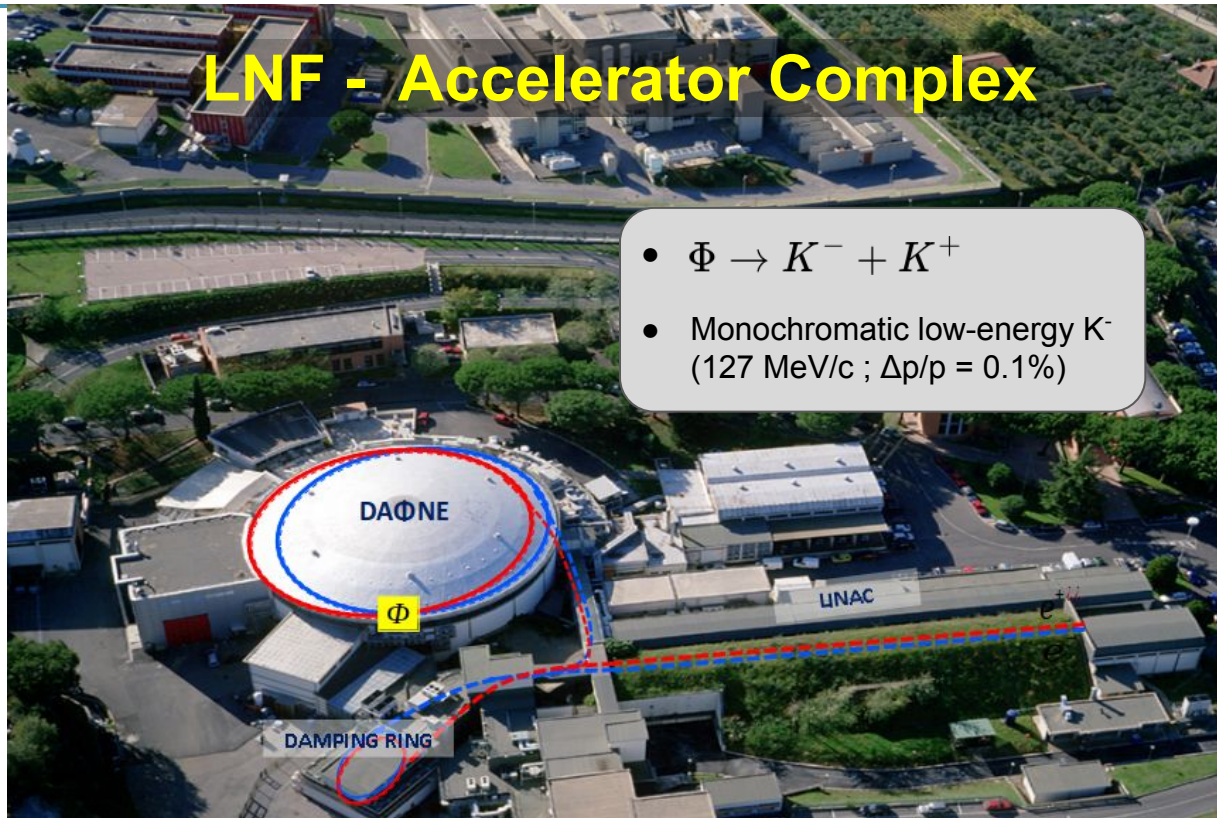 LNF - Accelerator Complex
• Φ → K⁻ + K⁺
• Monochromatic low-energy K⁻
(127 MeV/c ; Δp/p = 0.1%)
DAΦNE
Φ
LINAC
e⁺
DAMPING RING